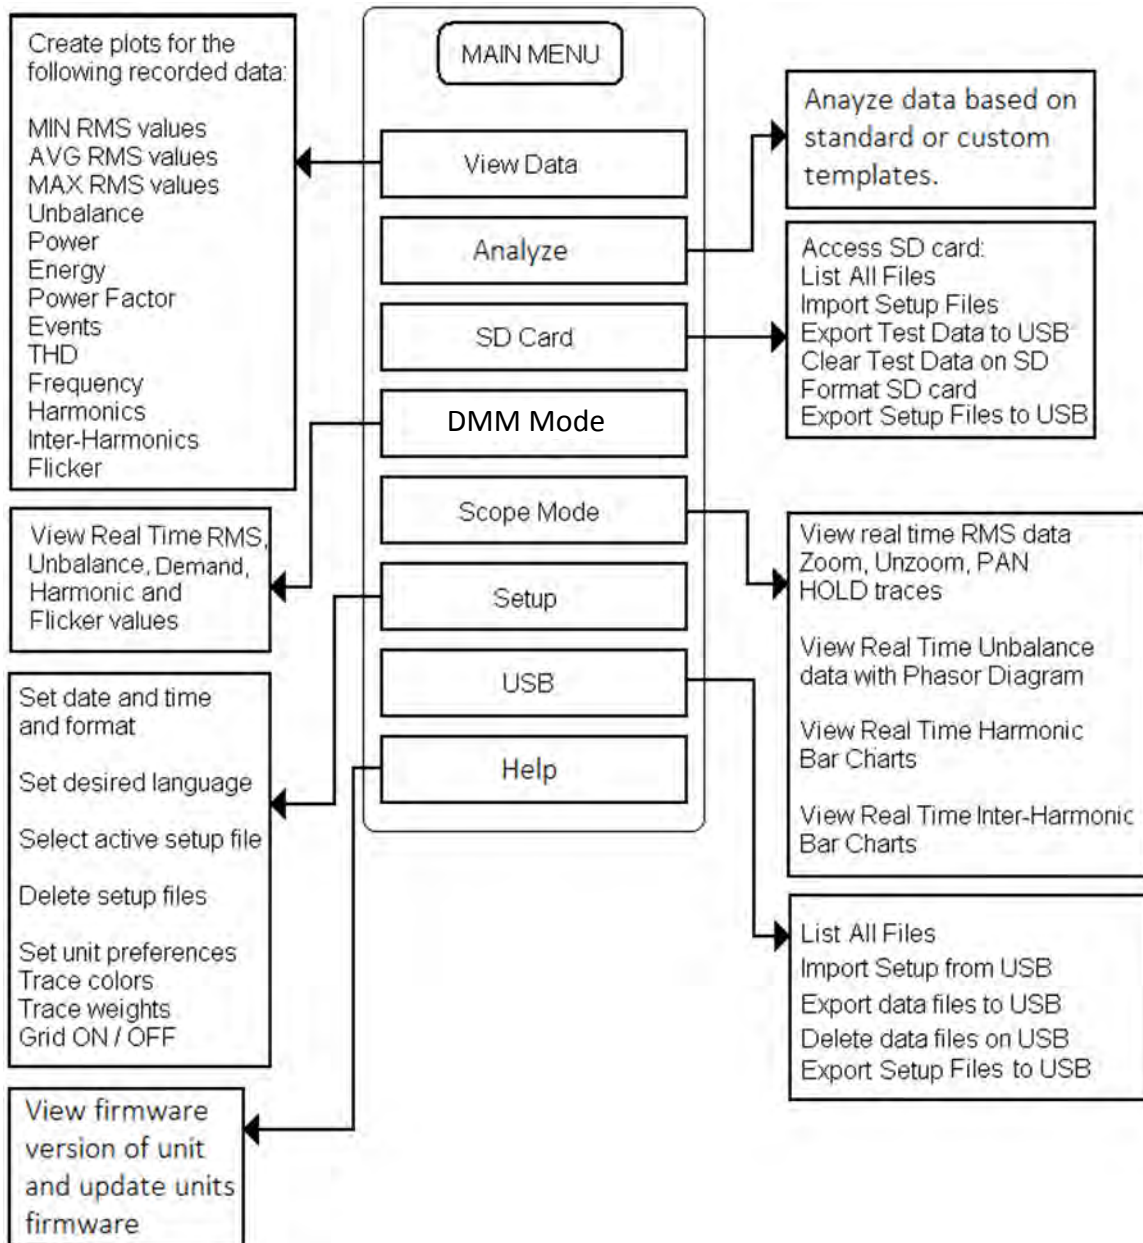 Create plots for the
following recorded data:
MIN RMS values
AVG RMS values
MAX RMS values
Unbalance
Power
Energy
Power Factor
Events
THD
Frequency
Harmonics
Inter-Harmonics
Flicker
View Real Time RMS,
Unbalance, Demand,
Harmonic and
Flicker values
Set date and time
and format
Set desired language
Select active setup file
Delete setup files
Set unit preferences
Trace colors
Trace weights
Grid ON / OFF
View firmware
version of unit
and update units
firmware
MAIN MENU
View Data
Analyze
SD Card
DMM Mode
Scope Mode
Setup
USB
Help
Anayze data based on
standard or custom
templates.
Access SD card:
List All Files
Import Setup Files
Export Test Data to USB
Clear Test Data on SD
Format SD card
Export Setup Files to USB
View real time RMS data
Zoom, Unzoom, PAN
HOLD traces
View Real Time Unbalance
data with Phasor Diagram
View Real Time Harmonic
Bar Charts
View Real Time Inter-Harmonic
Bar Charts
List All Files
Import Setup from USB
Export data files to USB
Delete data files on USB
Export Setup Files to USB